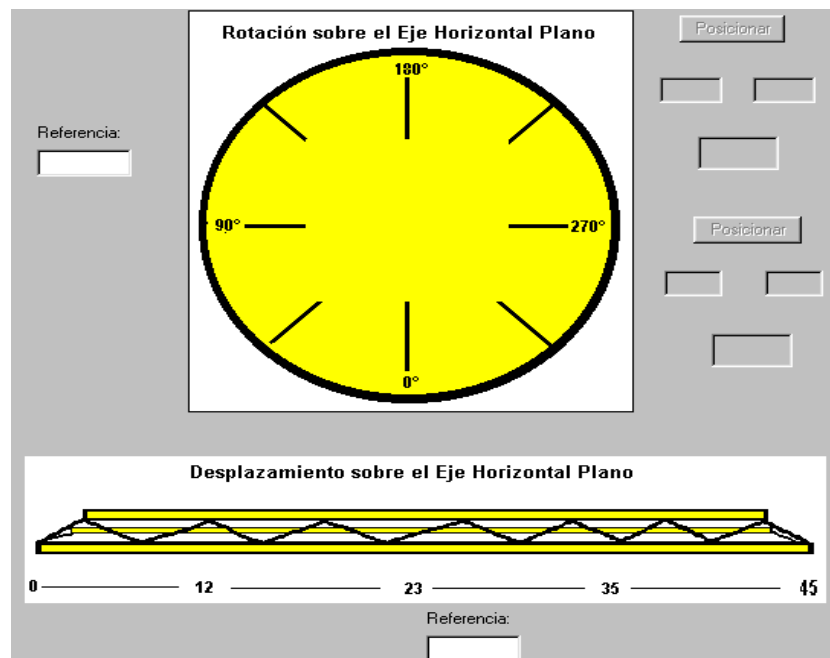 Rotación sobre el Eje Horizontal Plano
Posicionar
180°
Referencia:
90°
270°
Posicionar
0°
Desplazamiento sobre el Eje Horizontal Plano
0 12 23 35 45
Referencia: